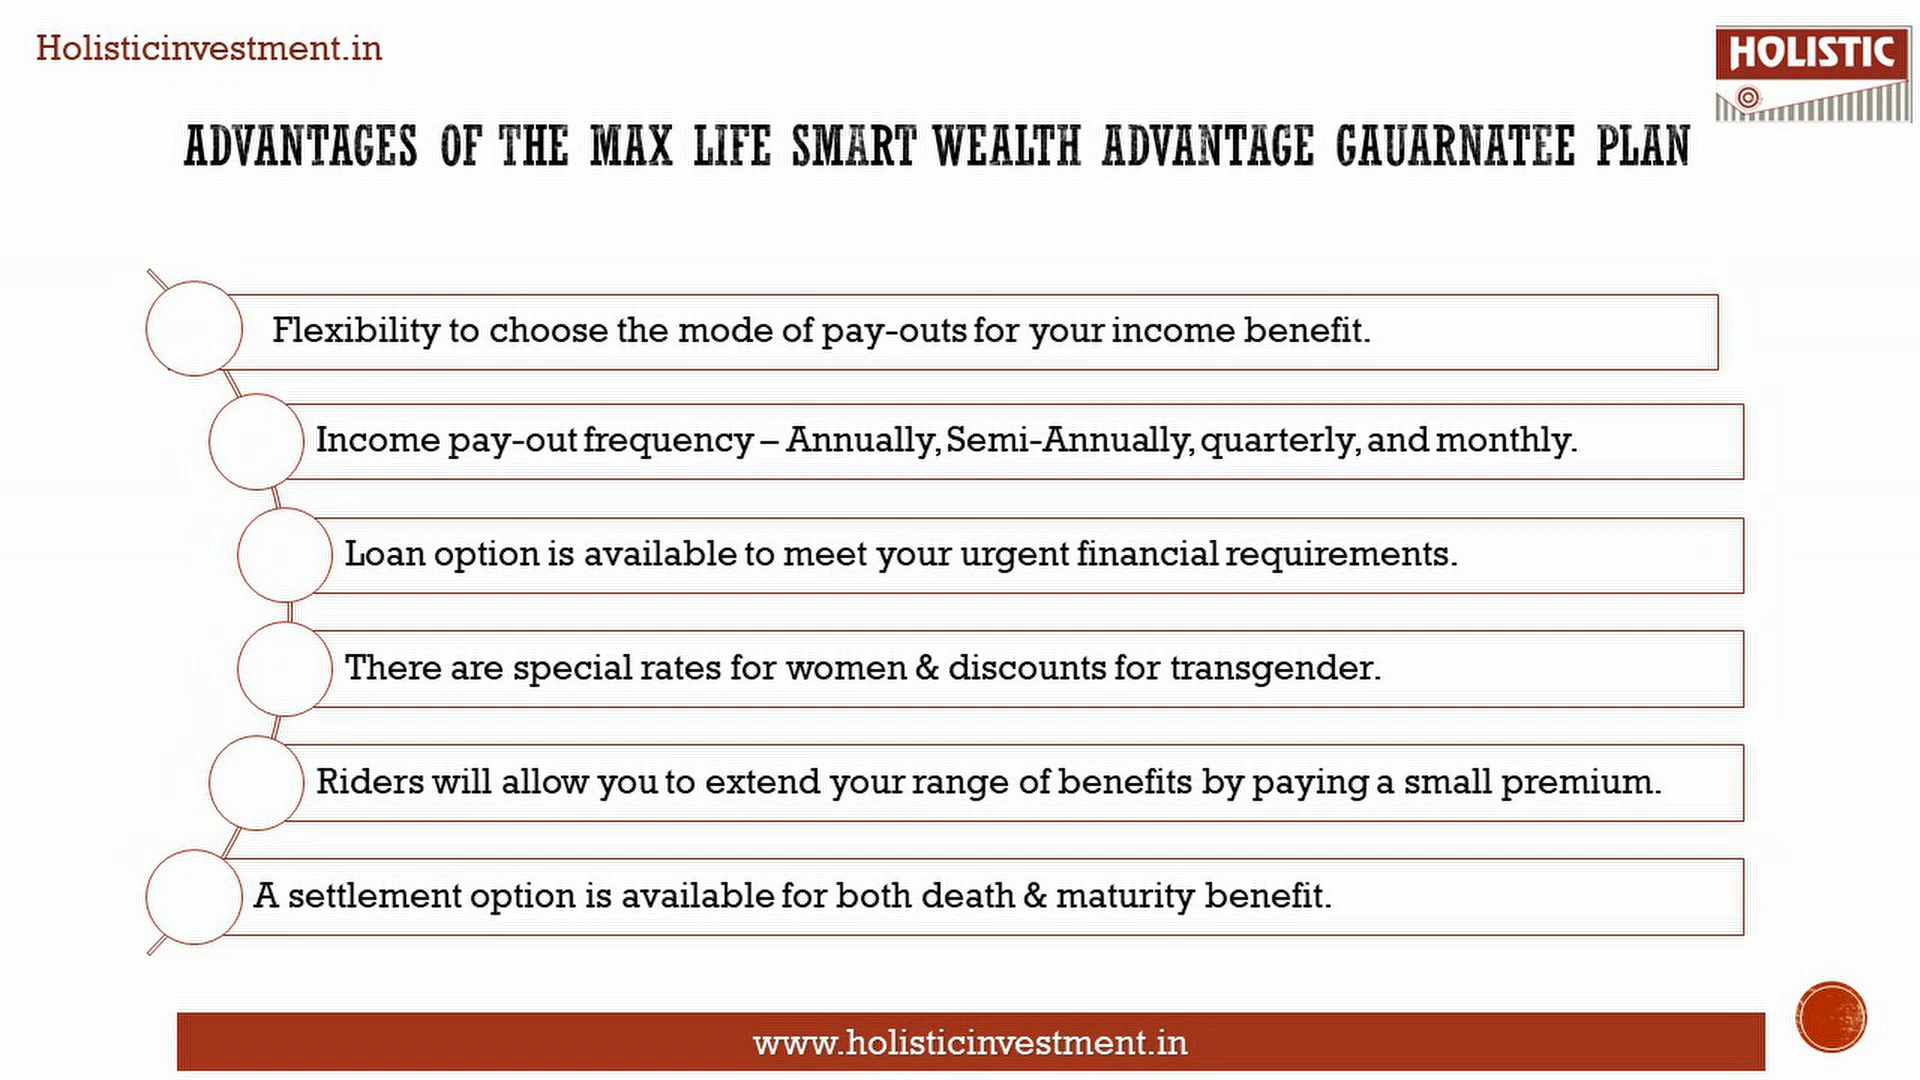 Holisticinvestment.in
HOLISTIC
ADVANTAGES OF THE MAX LIFE SMART WEALTH ADVANTAGE GAUARNATEE PLAN
Flexibility to choose the mode of pay-outs for your income benefit.
Income pay-out frequency – Annually, Semi-Annually, quarterly, and monthly.
Loan option is available to meet your urgent financial requirements.
There are special rates for women & discounts for transgender.
Riders will allow you to extend your range of benefits by paying a small premium.
A settlement option is available for both death & maturity benefit.
www.holisticinvestment.in